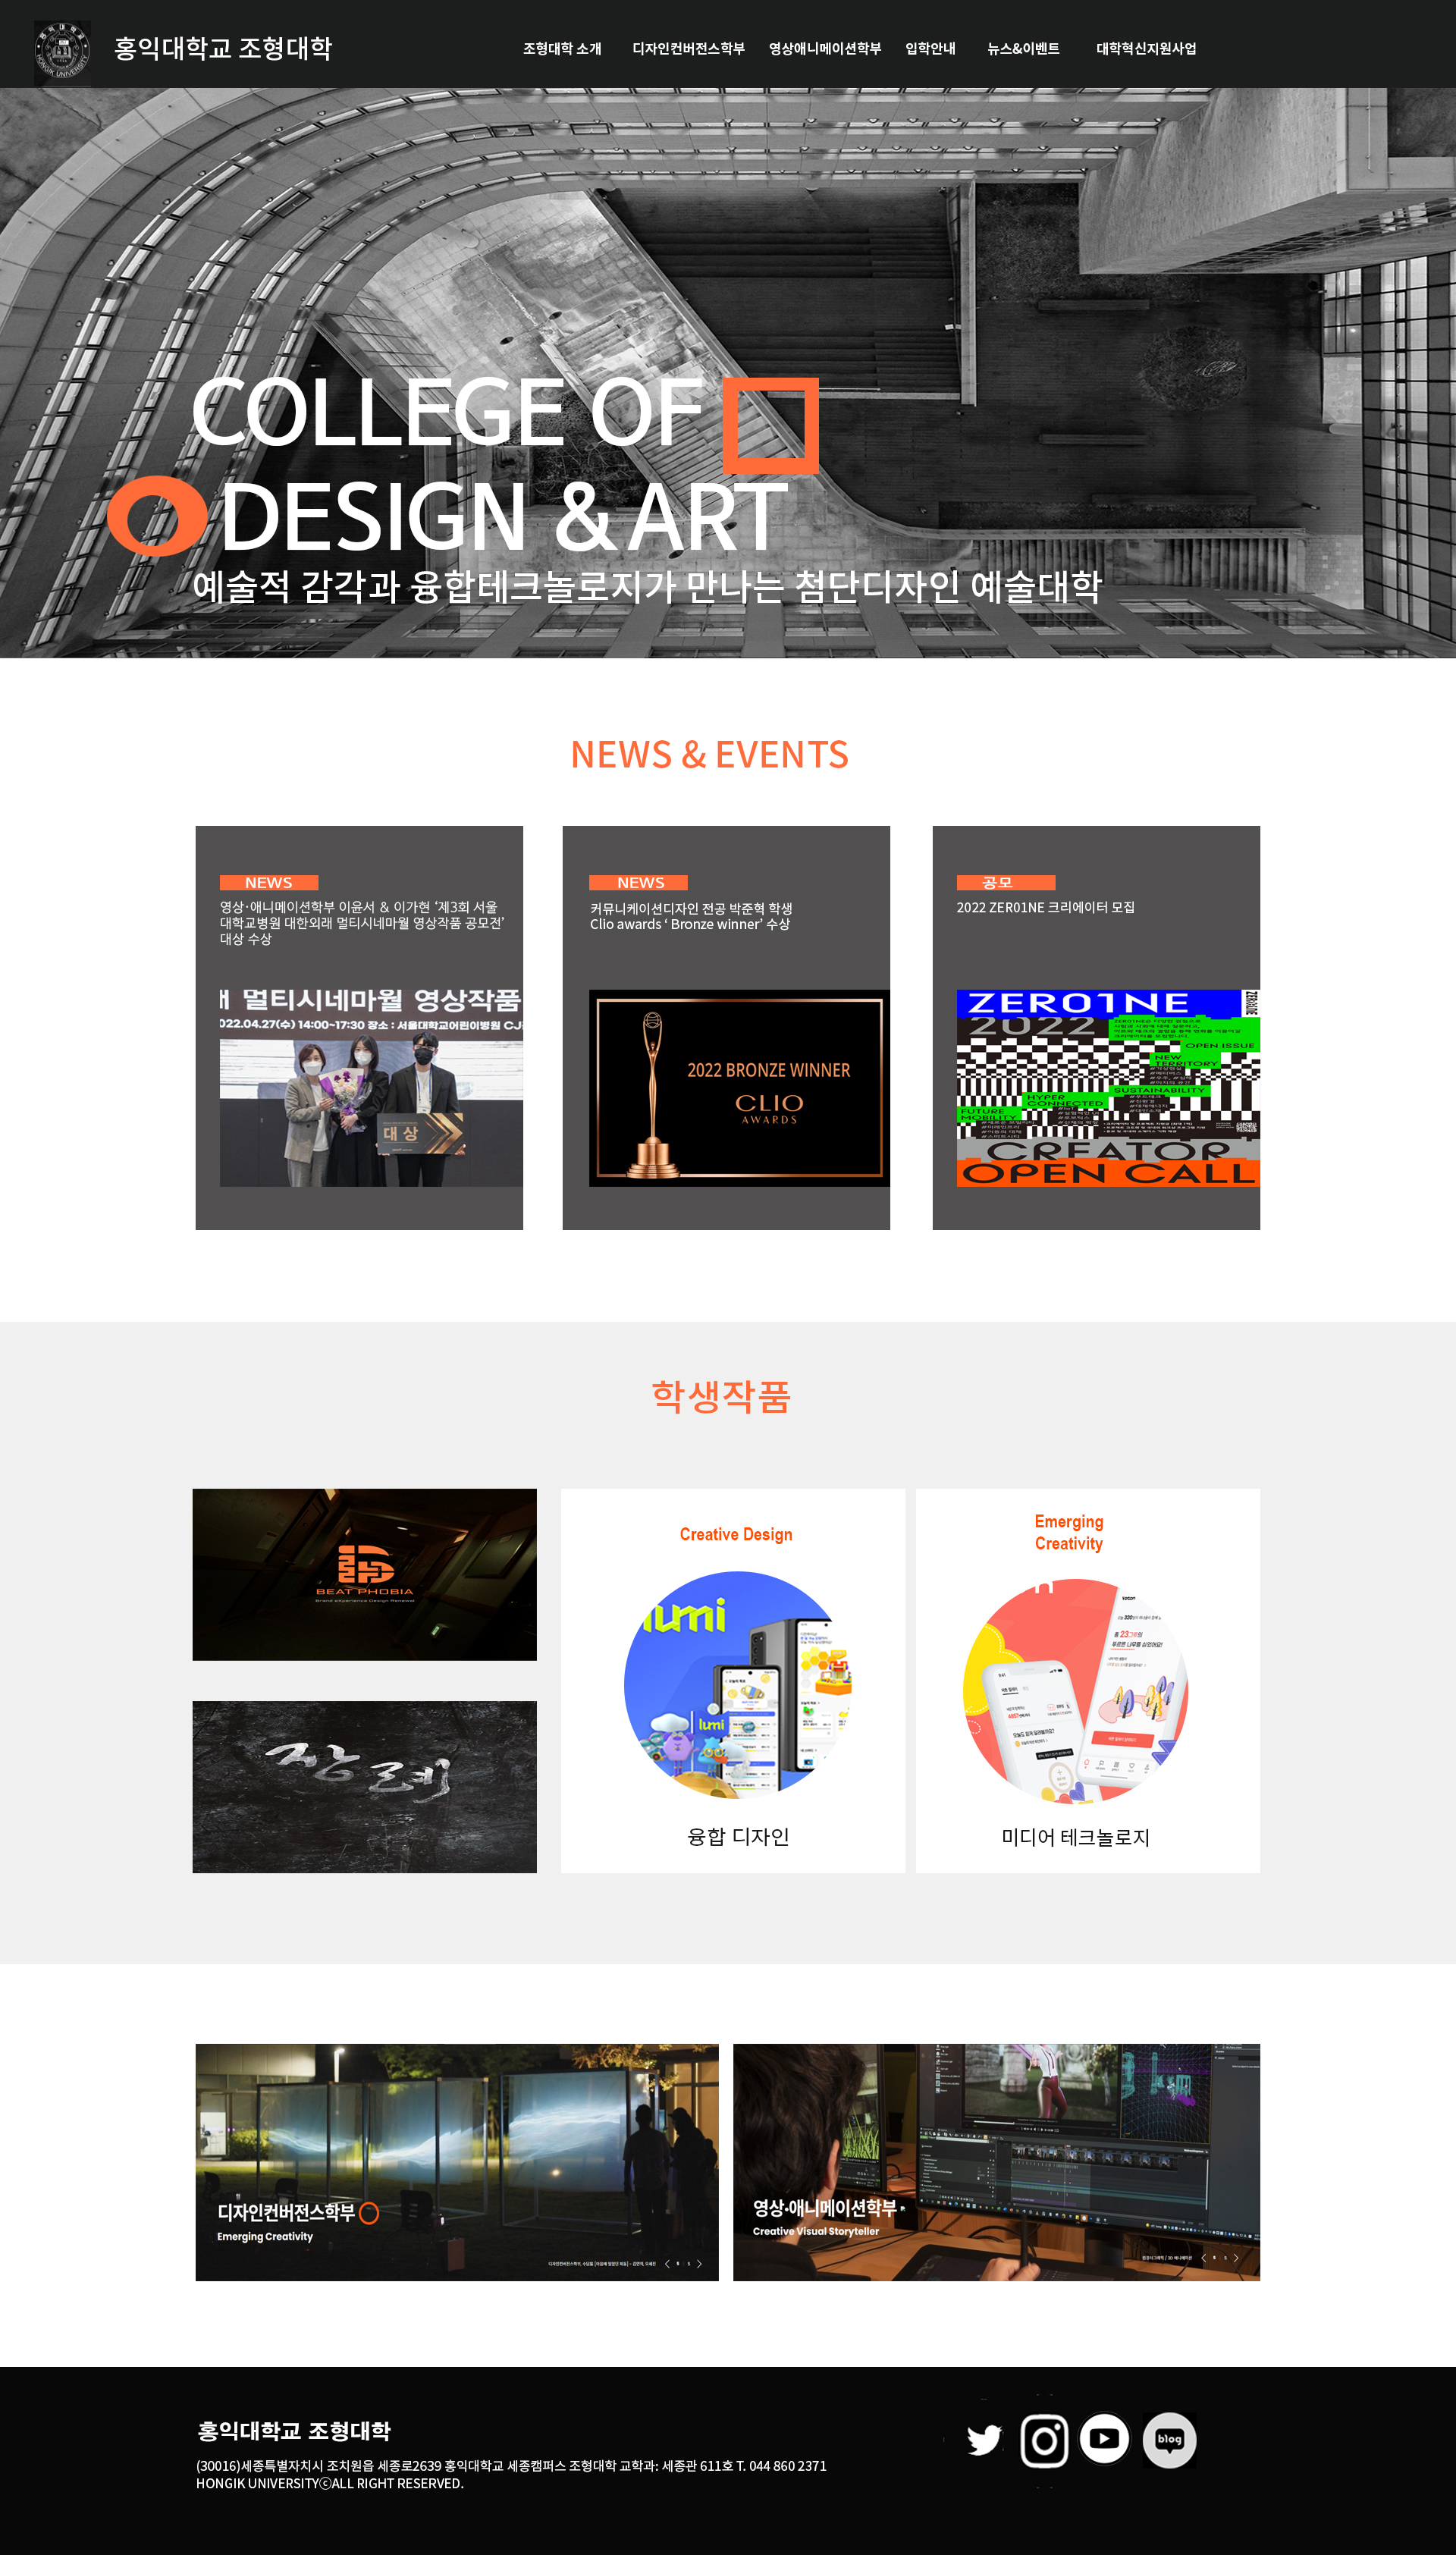 홍익대학교 조형대학
조형대학 소개 디자인컨버전스학부 영상애니메이션학부 입학안내 뉴스&이벤트 대학혁신지원사업
COLLEGE OF
DESIGN & ART
예술적 감각과 융합테크놀로지가 만나는 첨단디자인 예술대학
NEWS & EVENTS
NEWS
영상·애니메이션학부 이윤서 & 이가현 ‘제3회 서울
대학교병원 대한외래 멀티시네마월 영상작품 공모전’
대상 수상
멀티시네마월 영상작품
022.04.27(수) 14:00~17:30 장소 : 서울대학교어린이병원 CJ
대상
NEWS
커뮤니케이션디자인 전공 박준혁 학생
Clio awards ‘ Bronze winner’ 수상
2022 BRONZE WINNER
CLIO
AWARDS
공모
2022 ZER01NE 크리에이터 모집
ZER01NE
2022
OPEN ISSUE
NEW
TERRITORY
SUSTAINABILITY
HYPER
CONNECTED
FUTURE
MOBILITY
CREATOR
OPEN CALL
학생작품
BEAT PHOBIA
Brand eXperience Design Renewal
장례
Creative Design
lumi
lumi
융합 디자인
Emerging
Creativity
미디어 테크놀로지
디자인컨버전스학부
Emerging Creativity
영상·애니메이션학부
Creative Visual Storyteller
홍익대학교 조형대학
(30016)세종특별자치시 조치원읍 세종로2639 홍익대학교 세종캠퍼스 조형대학 교학과: 세종관 611호 T. 044 860 2371
HONGIK UNIVERSITYⓒALL RIGHT RESERVED.
blog